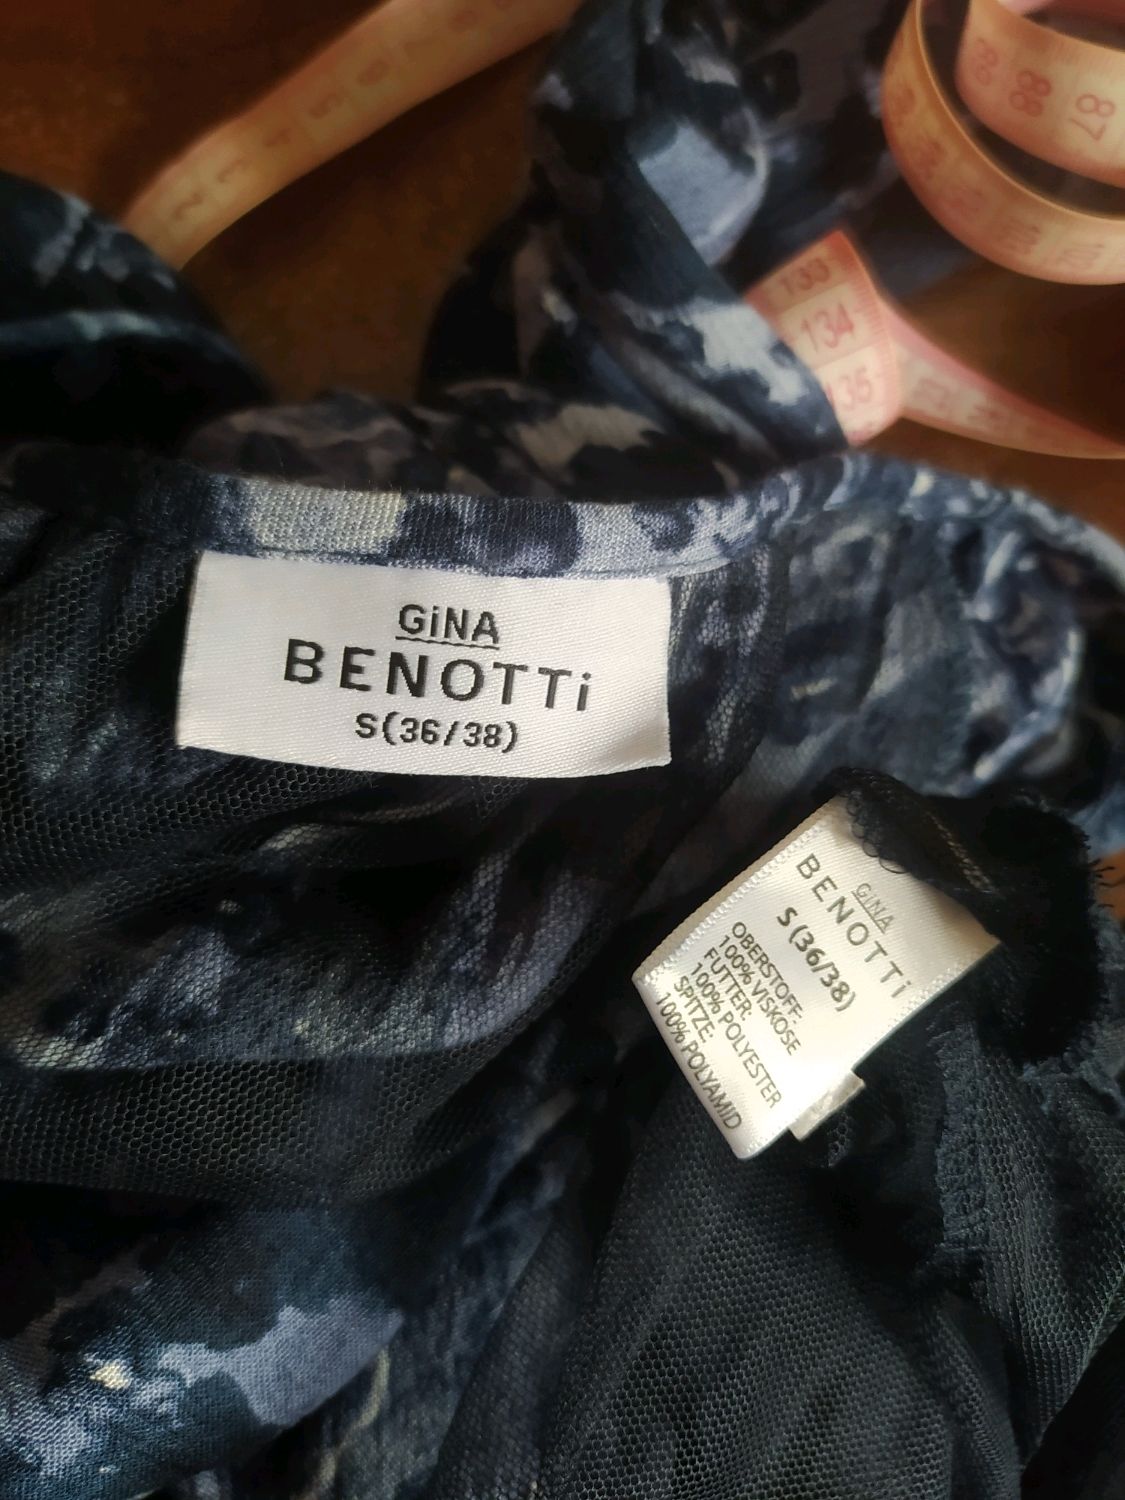 GiNA
BENOTTi
S(36/38)
GiNA
BENOTTi
S (36/38)
OBERSTOFF:
100% VISKOSE
FUTTER:
100% POLYESTER
SPITZE:
100% POLYAMID
133
134
135
88
87